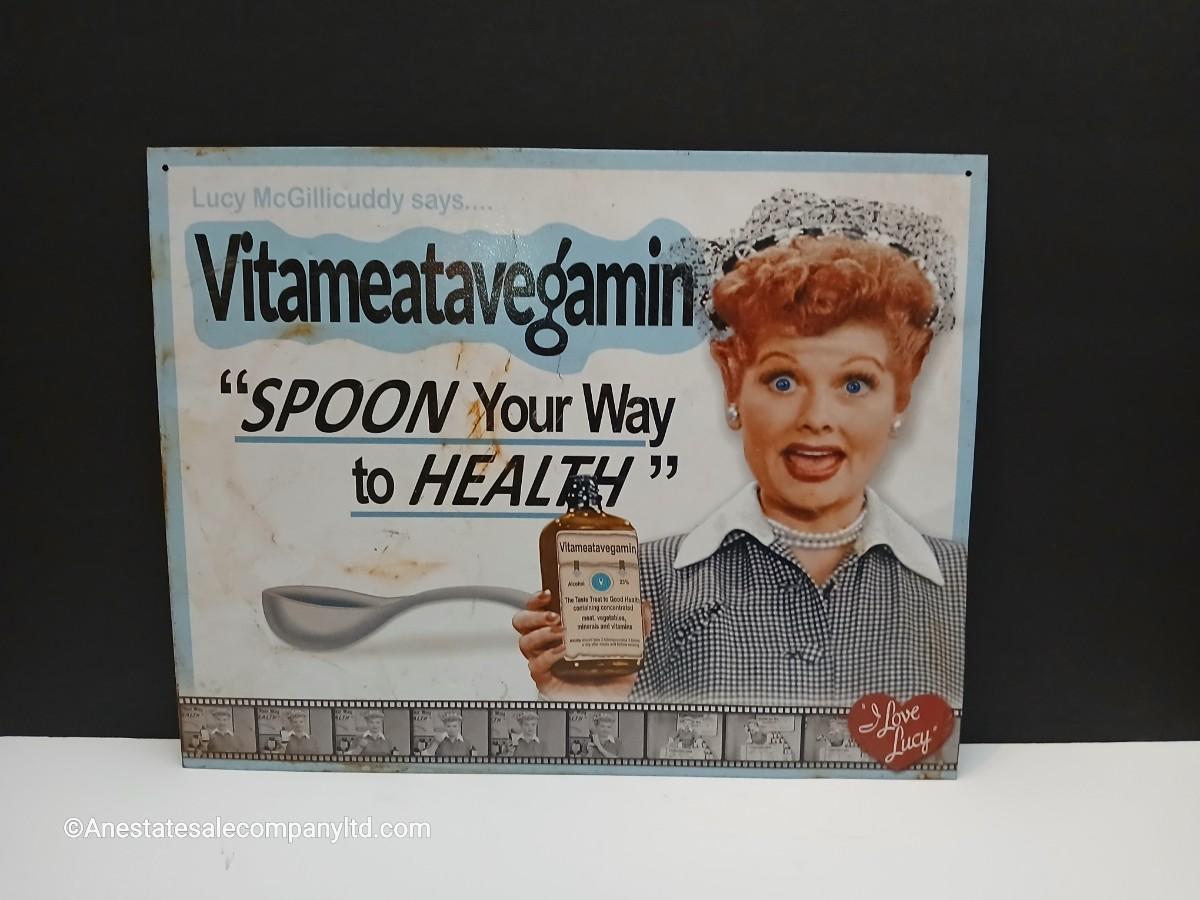 Lucy McGillicuddy says....
Vitameatavegamin
“SPOON Your Way
to HEALTH”
Vitameatavegamin
Alcohol 23%
The Taste Treat to Good Health
containing concentrated
meat, vegetables,
minerals and vitamins
"I Love
Lucy"
©Anestatesalecompanyltd.com